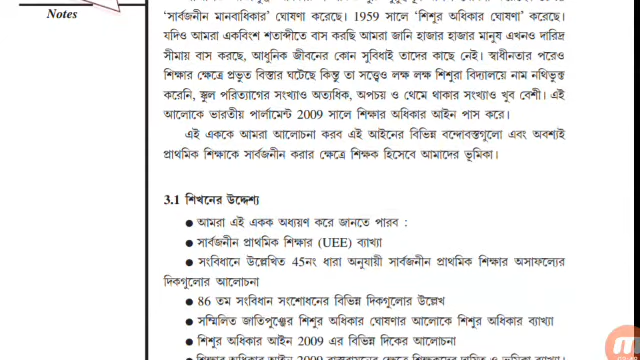 ‘সার্বজনীন মানবাধিকার’ ঘোষণা করেছে। 1959 সালে ‘শিশুর অধিকার ঘোষণা’ করেছে।
যদিও আমরা একবিংশ শতাব্দীতে বাস করছি আমরা জানি হাজার হাজার মানুষ এখনও দারিদ্র
সীমায় বাস করছে, আধুনিক জীবনের কোন সুবিধাই তাদের কাছে নেই। স্বাধীনতার পরেও
শিক্ষার ক্ষেত্রে প্রভূত বিস্তার ঘটেছে কিন্তু তা সত্ত্বেও লক্ষ লক্ষ শিশুরা বিদ্যালয়ে নাম নথিভুক্ত
করেনি, স্কুল পরিত্যাগের সংখ্যাও অত্যধিক, অপচয় ও থেমে থাকার সংখ্যাও খুব বেশী। এই
আলোকে ভারতীয় পার্লামেন্ট 2009 সালে শিক্ষার অধিকার আইন পাস করে।
এই এককে আমরা আলোচনা করব এই আইনের বিভিন্ন বন্দোবস্তগুলো এবং অবশ্যই
প্রাথমিক শিক্ষাকে সার্বজনীন করার ক্ষেত্রে শিক্ষক হিসেবে আমাদের ভূমিকা।
Notes
3.1 শিখনের উদ্দেশ্য
● আমরা এই একক অধ্যয়ণ করে জানতে পারব :
● সার্বজনীন প্রাথমিক শিক্ষার (UEE) ব্যাখ্যা
● সংবিধানে উল্লেখিত 45নং ধারা অনুযায়ী সার্বজনীন প্রাথমিক শিক্ষার অসাফল্যের
দিকগুলোর আলোচনা
● 86 তম সংবিধান সংশোধনের বিভিন্ন দিকগুলোর উল্লেখ
● সম্মিলিত জাতিপুঞ্জের শিশুর অধিকার ঘোষণার আলোকে শিশুর অধিকার ব্যাখ্যা
● শিশুর অধিকার আইন 2009 এর বিভিন্ন দিকের আলোচনা